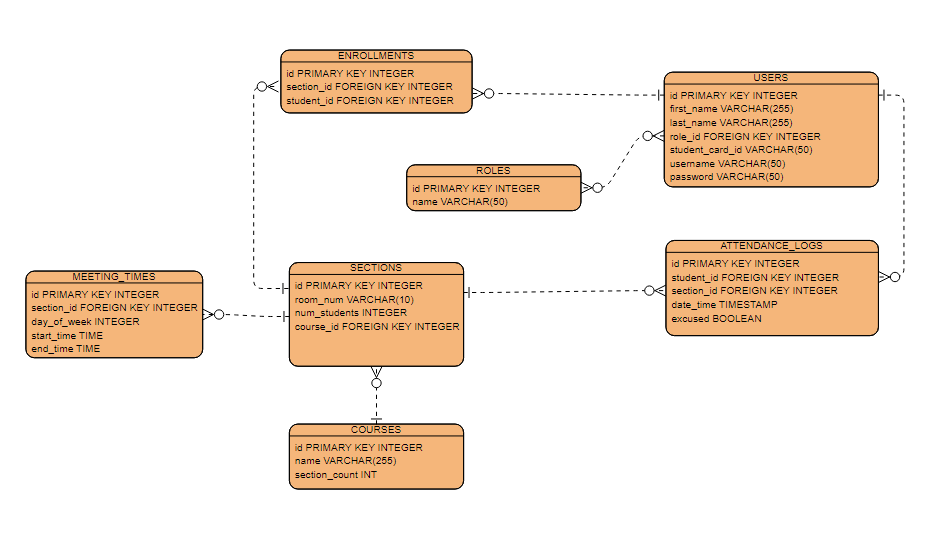 ENROLLMENTS
id PRIMARY KEY INTEGER
section_id FOREIGN KEY INTEGER
student_id FOREIGN KEY INTEGER
USERS
id PRIMARY KEY INTEGER
first_name VARCHAR(255)
last_name VARCHAR(255)
role_id FOREIGN KEY INTEGER
student_card_id VARCHAR(50)
username VARCHAR(50)
password VARCHAR(50)
ROLES
id PRIMARY KEY INTEGER
name VARCHAR(50)
ATTENDANCE_LOGS
id PRIMARY KEY INTEGER
student_id FOREIGN KEY INTEGER
section_id FOREIGN KEY INTEGER
date_time TIMESTAMP
excused BOOLEAN
SECTIONS
id PRIMARY KEY INTEGER
room_num VARCHAR(10)
num_students INTEGER
course_id FOREIGN KEY INTEGER
MEETING_TIMES
id PRIMARY KEY INTEGER
section_id FOREIGN KEY INTEGER
day_of_week INTEGER
start_time TIME
end_time TIME
COURSES
id PRIMARY KEY INTEGER
name VARCHAR(255)
section_count INT